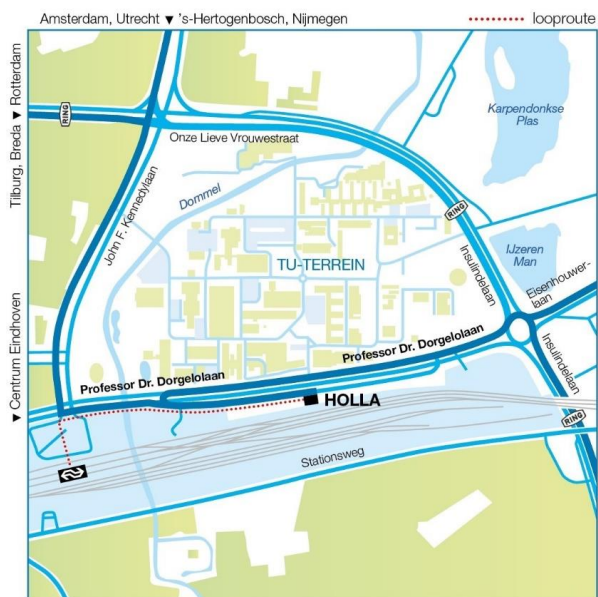 Amsterdam, Utrecht ▼ 's-Hertogenbosch, Nijmegen
looproute
Tilburg, Breda ▼ Rotterdam
RING
Onze Lieve Vrouwestraat
Karpendonkse
Plas
John F. Kennedylaan
Dommel
RING
TU-TERREIN
Insulindelaan
IJzeren
Man
Eisenhouwer-
laan
▼ Centrum Eindhoven
Professor Dr. Dorgelolaan
Professor Dr. Dorgelolaan
Insulindelaan
HOLLA
RING
Stationsweg